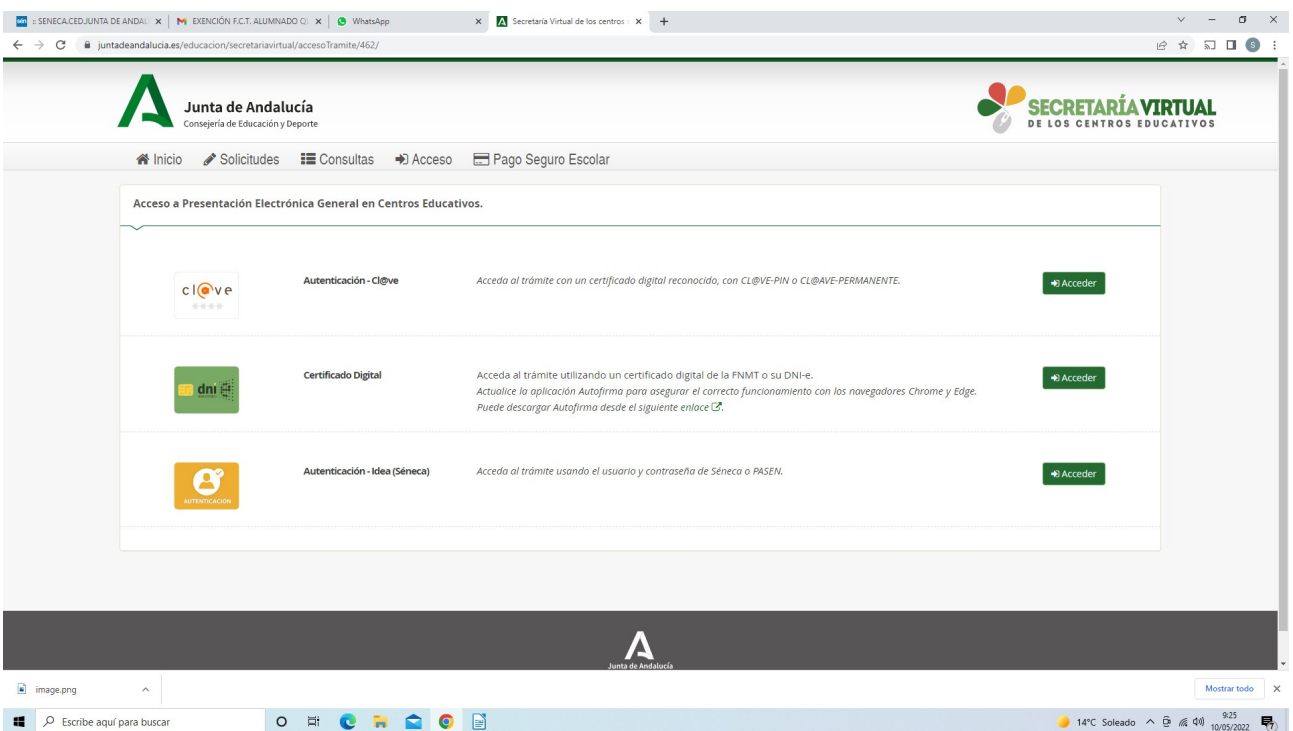 :: SENECA.CED.JUNTA DE ANDAL
EXENCIÓN F.C.T. ALUMNADO Q
WhatsApp
Secretaría Virtual de los centros
juntadeandalucia.es/educacion/secretariavirtual/accesoTramite/462/
S
Junta de Andalucía
Consejería de Educación y Deporte
SECRETARÍA VIRTUAL
DE LOS CENTROS EDUCATIVOS
Inicio Solicitudes Consultas Acceso Pago Seguro Escolar
Acceso a Presentación Electrónica General en Centros Educativos.
cl@ve
Autenticación - Cl@ve
Acceda al trámite con un certificado digital reconocido, con CL@VE-PIN o CL@AVE-PERMANENTE.
Acceder
dni
Certificado Digital
Acceda al trámite utilizando un certificado digital de la FNMT o su DNI-e.
Actualice la aplicación Autofirma para asegurar el correcto funcionamiento con los navegadores Chrome y Edge.
Puede descargar Autofirma desde el siguiente enlace.
Acceder
AUTENTICACIÓN
Autenticación - Idea (Séneca)
Acceda al trámite usando el usuario y contraseña de Séneca o PASEN.
Acceder
Junta de Andalucía
image.png
Mostrar todo
Escribe aquí para buscar
14°C Soleado
9:25
10/05/2022